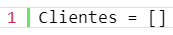 1 Clientes = []